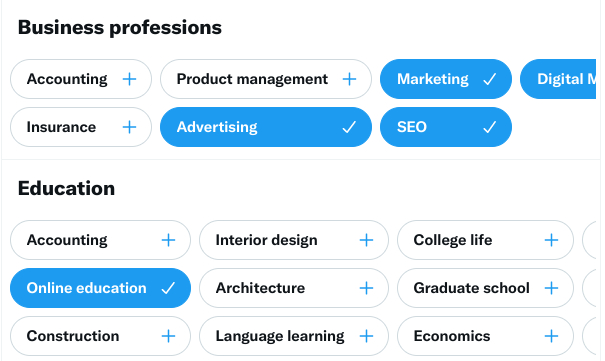 Business professions
Accounting Product management Marketing Digital M
Insurance Advertising SEO
Education
Accounting Interior design College life
Online education Architecture Graduate school
Construction Language learning Economics